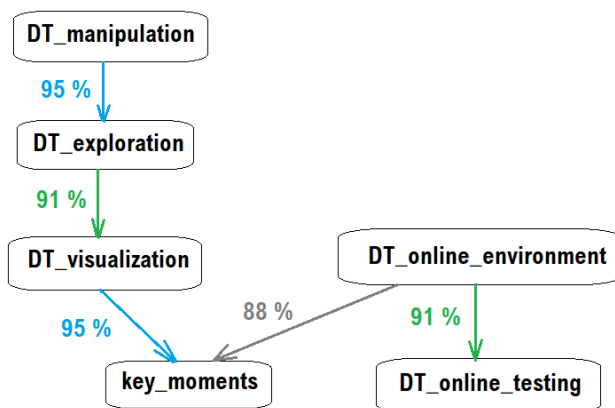 DT_manipulation
95 %
DT_exploration
91 %
DT_visualization
DT_online_environment
88 %
91 %
95 %
key_moments
DT_online_testing